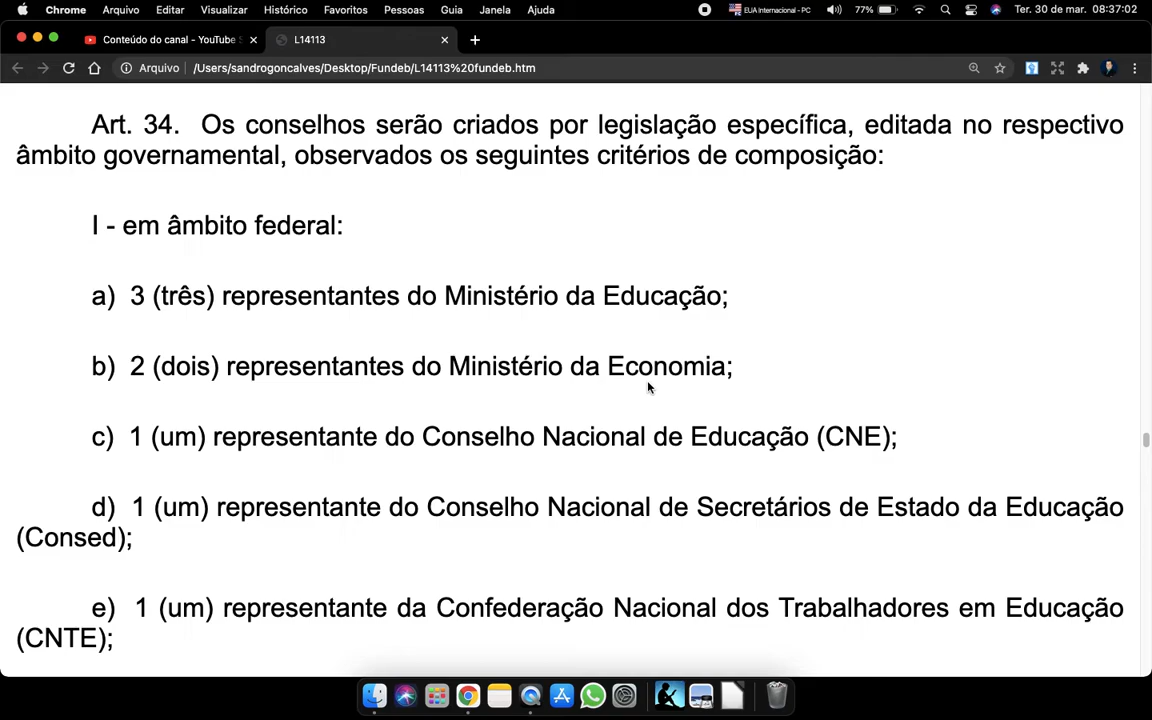 Chrome Arquivo Editar Visualizar Histórico Favoritos Pessoas Guia Janela Ajuda EUA Internacional - PC 77% Ter. 30 de mar. 08:37:02
Conteúdo do canal - YouTube L14113
Arquivo /Users/sandrogoncalves/Desktop/Fundeb/L14113%20fundeb.htm
Art. 34. Os conselhos serão criados por legislação específica, editada no respectivo
âmbito governamental, observados os seguintes critérios de composição:
I - em âmbito federal:
a) 3 (três) representantes do Ministério da Educação;
b) 2 (dois) representantes do Ministério da Economia;
c) 1 (um) representante do Conselho Nacional de Educação (CNE);
d) 1 (um) representante do Conselho Nacional de Secretários de Estado da Educação
(Consed);
e) 1 (um) representante da Confederação Nacional dos Trabalhadores em Educação
(CNTE);